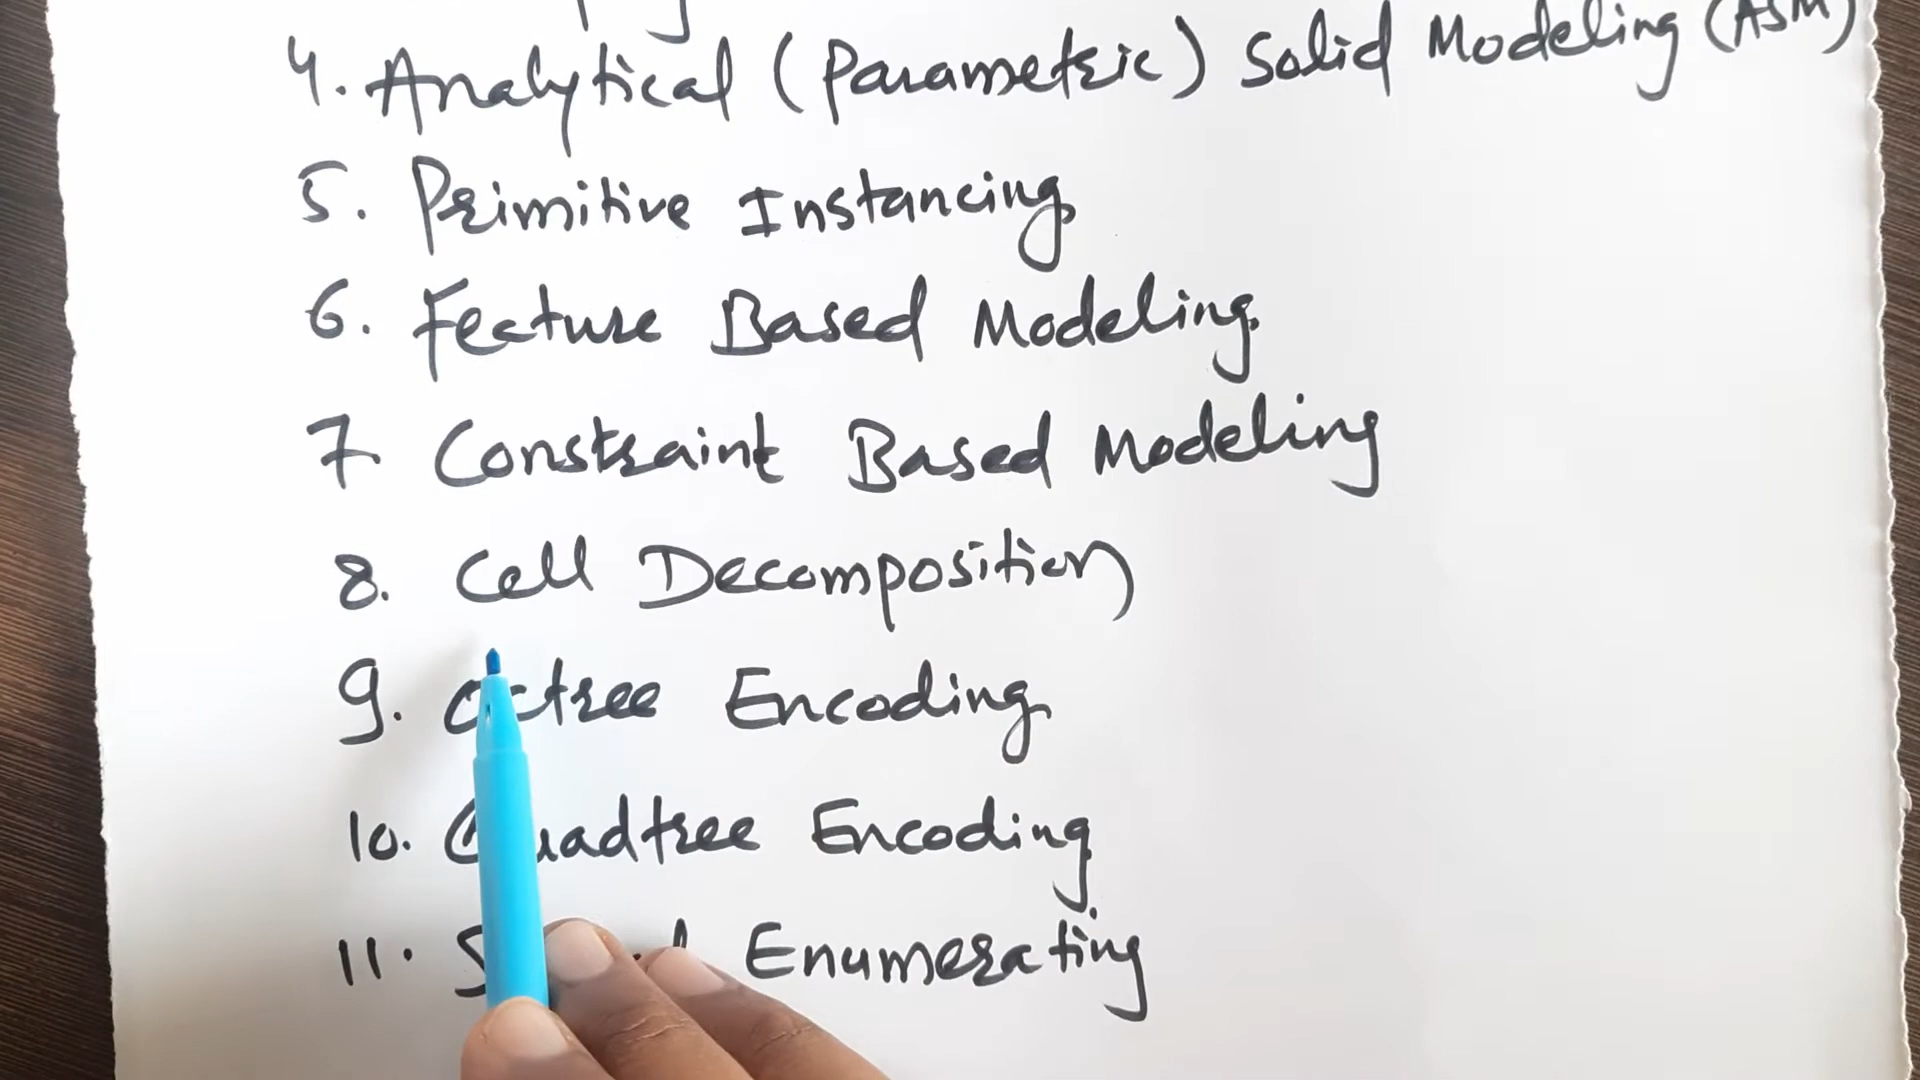 4. Analytical (Parametric) Solid Modeling (ASM)
5. Primitive Instancing
6. Feature Based Modeling
7. Constraint Based Modeling
8. Cell Decomposition
9. Octree Encoding
10. Quadtree Encoding
11. Enumerating